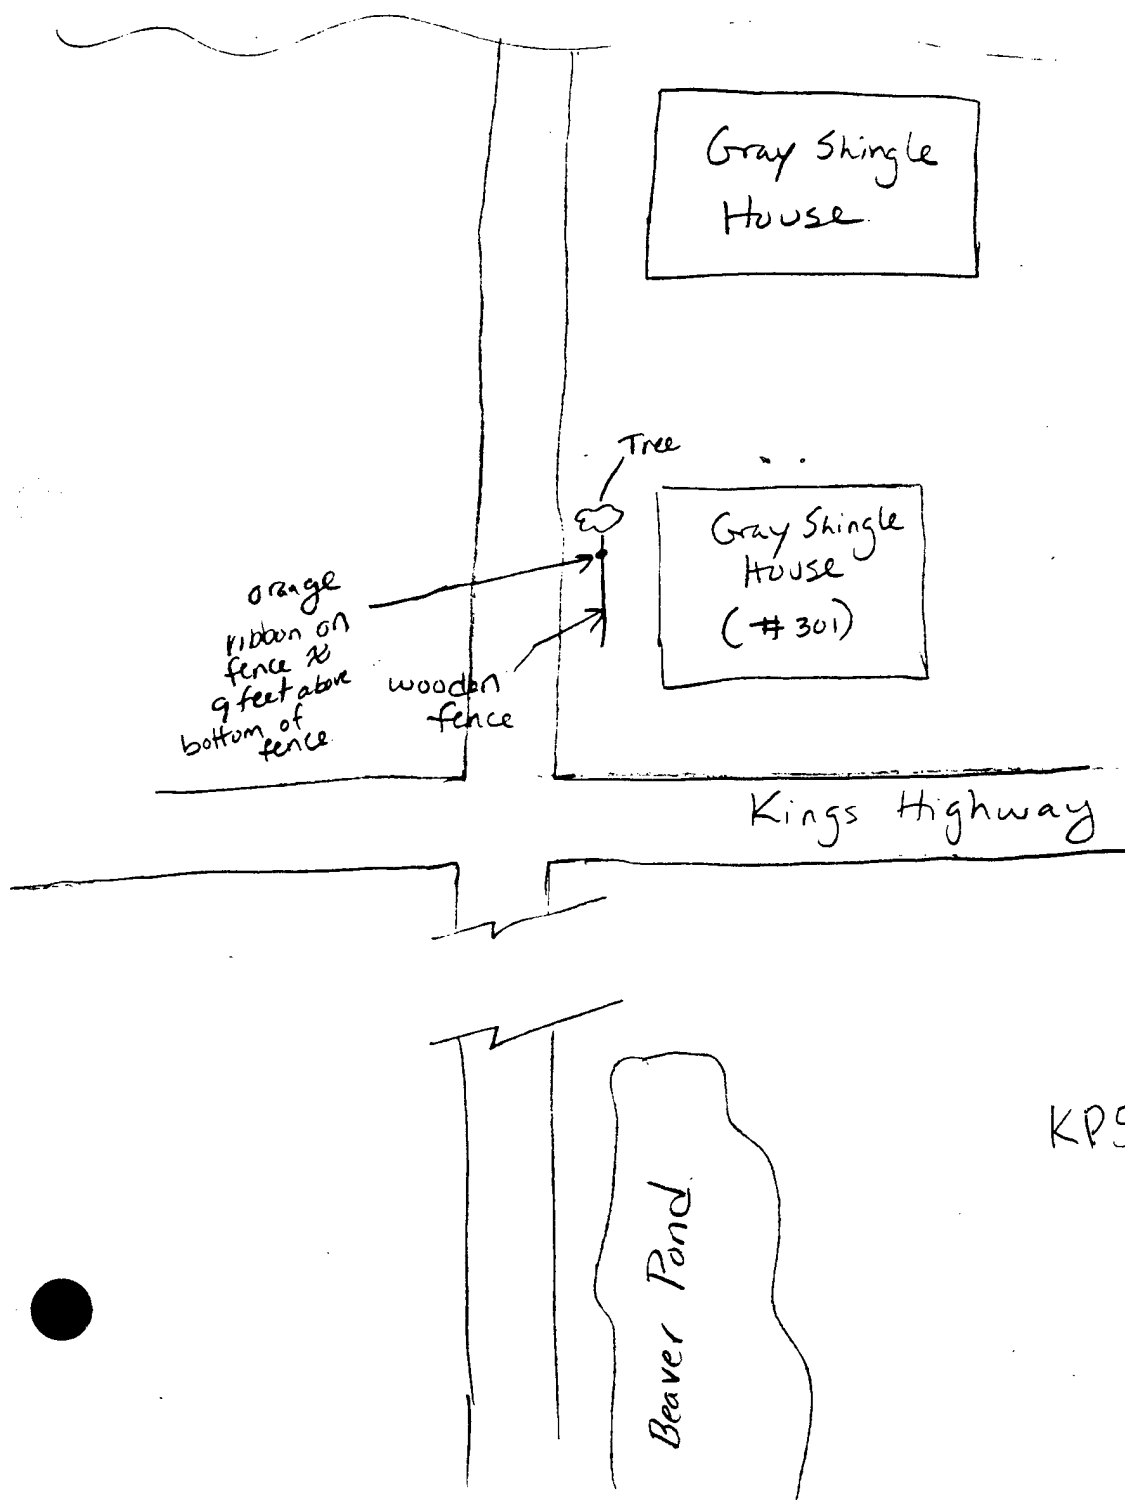 Gray Shingle
House
Tree
Gray Shingle
House
(#301)
orange
ribbon on
fence ≈
9 feet above
bottom of
fence
wooden
fence
Kings Highway
KPS
Beaver Pond